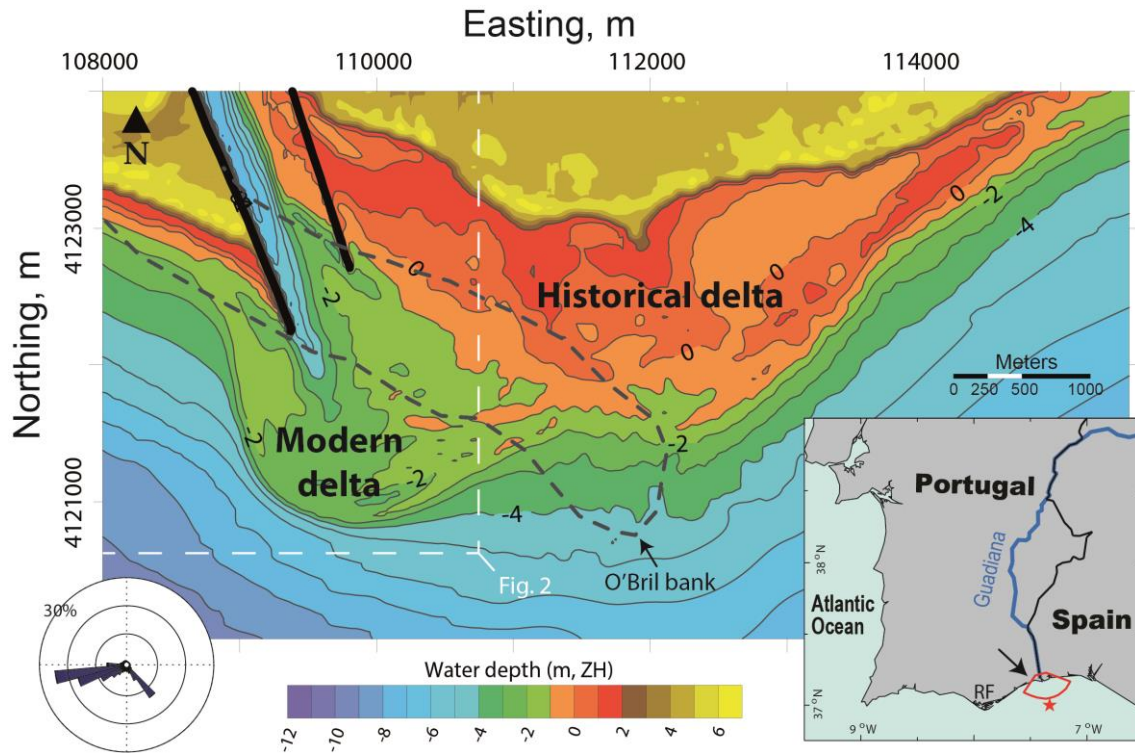 Easting, m
108000
110000
112000
114000
Northing, m
4123000
4121000
N
0
-2
-4
0
-2
0
Historical delta
0
-2
Modern
delta
-2
-2
-4
O'Bril bank
Fig. 2
Meters
0 250 500 1000
30%
Water depth (m, ZH)
-12 -10 -8 -6 -4 -2 0 2 4 6
Portugal
Guadiana
Spain
Atlantic
Ocean
RF
38 °N
37 °N
9 °W
7 °W